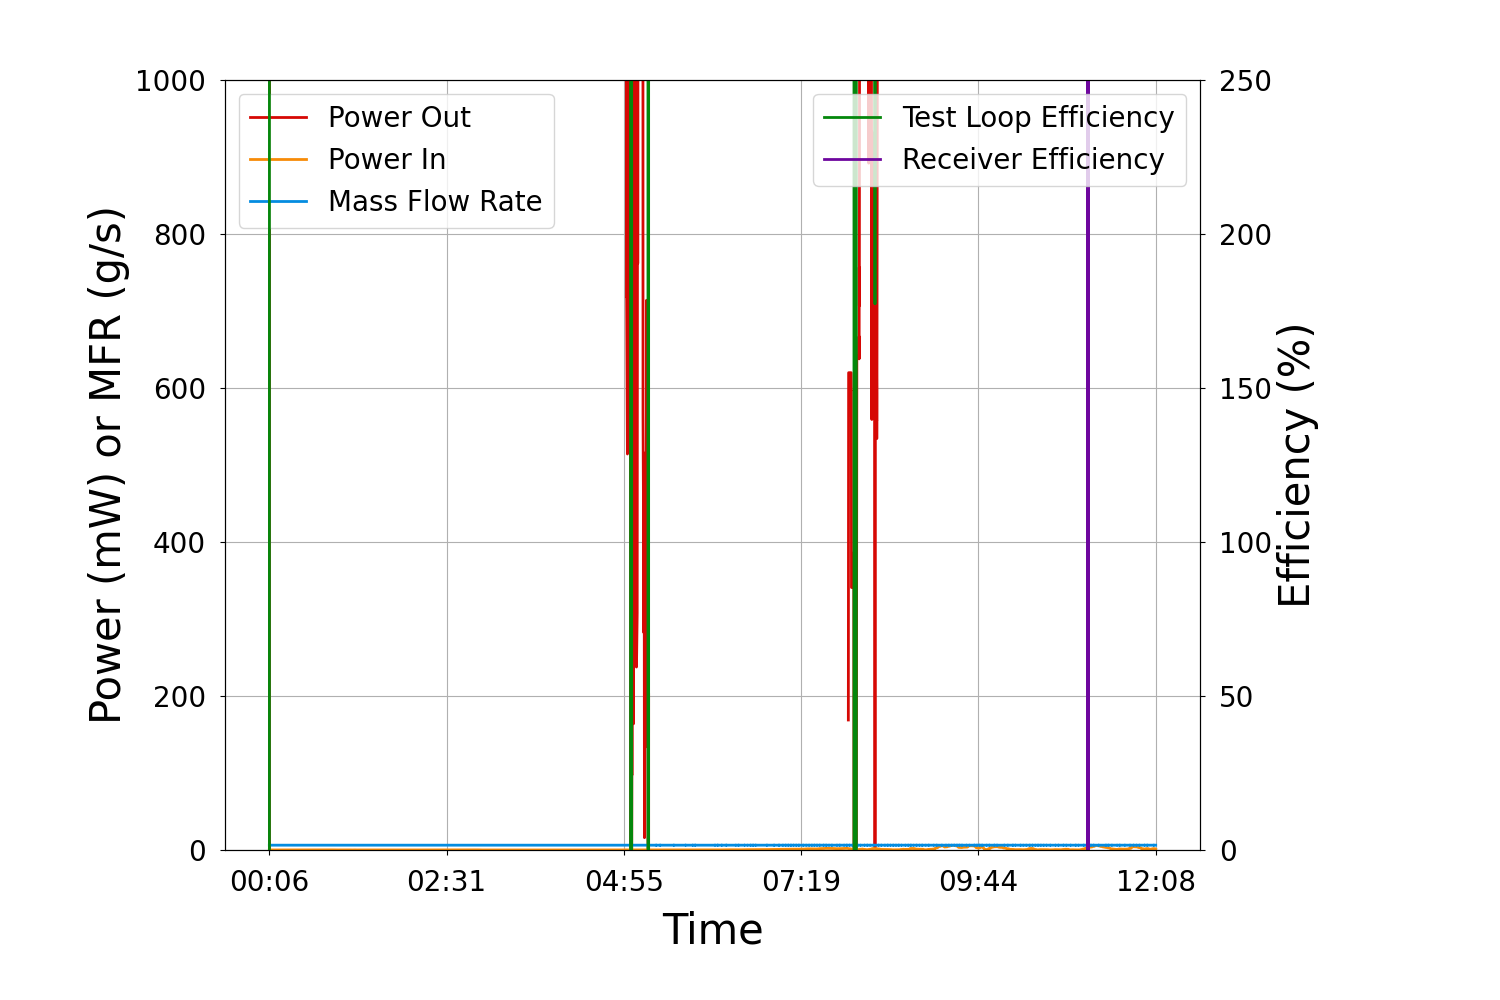 Power (mW) or MFR (g/s)
1000
800
600
400
200
0
Power Out
Power In
Mass Flow Rate
Test Loop Efficiency
Receiver Efficiency
250
200
150
100
50
0
Efficiency (%)
00:06 02:31 04:55 07:19 09:44 12:08
Time